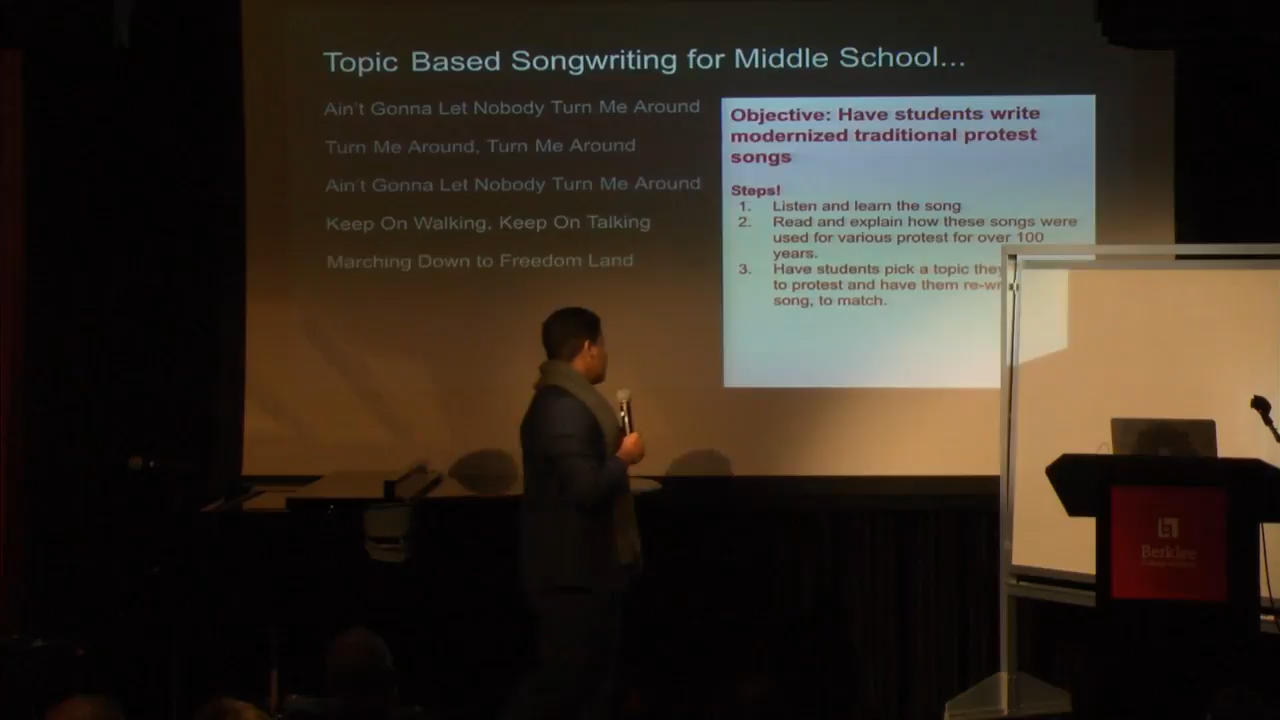 Topic Based Songwriting for Middle School...
Ain't Gonna Let Nobody Turn Me Around
Turn Me Around, Turn Me Around
Ain't Gonna Let Nobody Turn Me Around
Keep On Walking, Keep On Talking
Marching Down to Freedom Land
Objective: Have students write
modernized traditional protest
songs
Steps!
1. Listen and learn the song
2. Read and explain how these songs were
used for various protest for over 100
years.
3. Have students pick a topic they
to protest and have them re-wr
song, to match.
Berklee